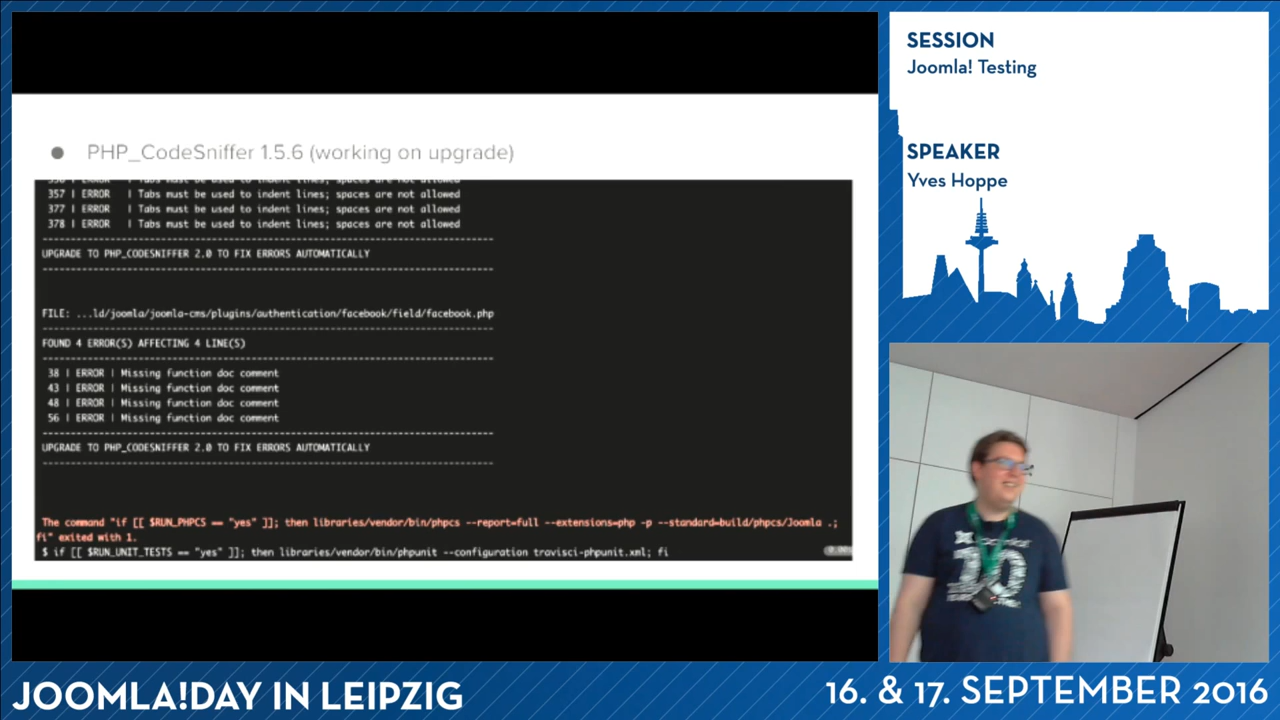 PHP_CodeSniffer 1.5.6 (working on upgrade)
357 | ERROR | Tabs must be used to indent lines; spaces are not allowed
377 | ERROR | Tabs must be used to indent lines; spaces are not allowed
378 | ERROR | Tabs must be used to indent lines; spaces are not allowed
UPGRADE TO PHP_CODESNIFFER 2.0 TO FIX ERRORS AUTOMATICALLY
FILE: ...ld/joomla/joomla-cms/plugins/authentication/facebook/field/facebook.php
FOUND 4 ERROR(S) AFFECTING 4 LINE(S)
38 | ERROR | Missing function doc comment
43 | ERROR | Missing function doc comment
48 | ERROR | Missing function doc comment
56 | ERROR | Missing function doc comment
UPGRADE TO PHP_CODESNIFFER 2.0 TO FIX ERRORS AUTOMATICALLY
The command "if [[ $RUN_PHPCS == "yes" ]]; then libraries/vendor/bin/phpcs --report=full --extensions=php -p --standard=build/phpcs/Joomla .;
fi" exited with 1.
$ if [[ $RUN_UNIT_TESTS == "yes" ]]; then libraries/vendor/bin/phpunit --configuration travisci-phpunit.xml; fi
SESSION
Joomla! Testing
SPEAKER
Yves Hoppe
JOOMLA!DAY IN LEIPZIG
16. & 17. SEPTEMBER 2016